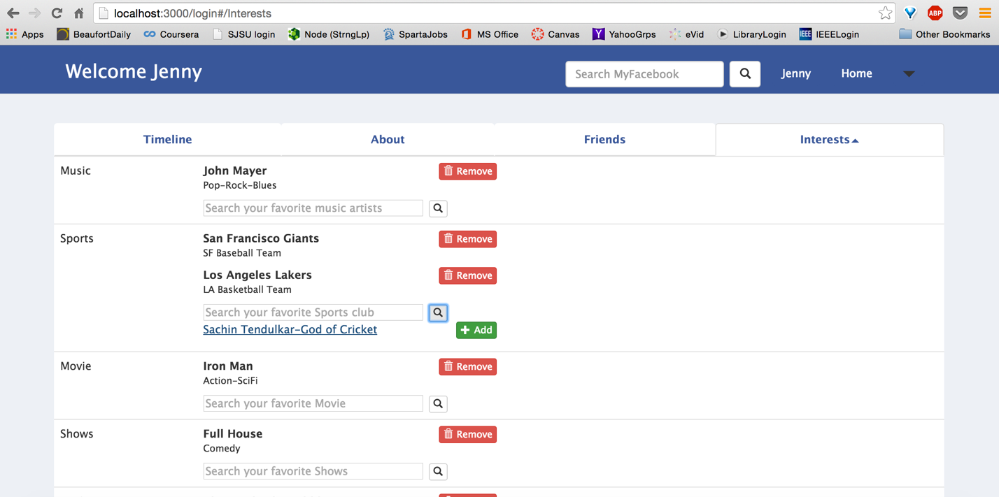 localhost:3000/login#/Interests
ABP
Apps BeaufortDaily Coursera SJSU login Node (StrngLp) SpartaJobs MS Office Canvas YahooGrps eVid LibraryLogin IEEE IEEELogin Other Bookmarks
Welcome Jenny Search MyFacebook Jenny Home
Timeline About Friends Interests
Music John Mayer Remove
Pop-Rock-Blues
Search your favorite music artists
Sports San Francisco Giants Remove
SF Baseball Team
Los Angeles Lakers Remove
LA Basketball Team
Search your favorite Sports club
Sachin Tendulkar-God of Cricket Add
Movie Iron Man Remove
Action-SciFi
Search your favorite Movie
Shows Full House Remove
Comedy
Search your favorite Shows